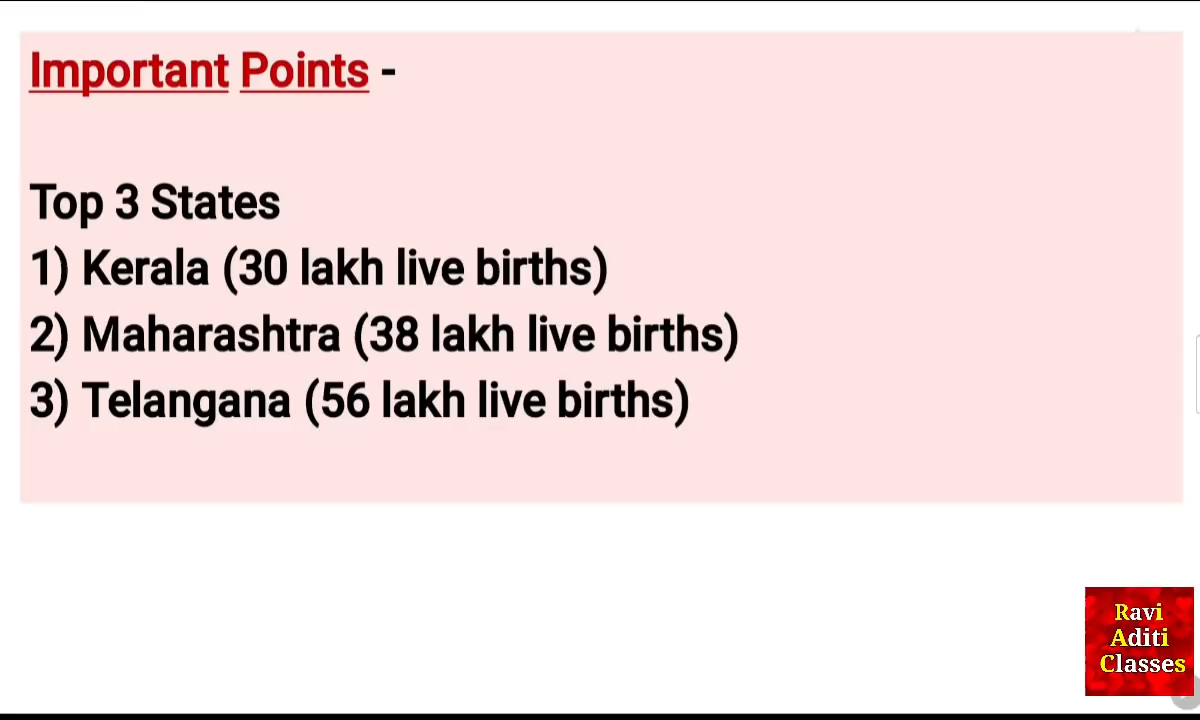 Important Points -
Top 3 States
1) Kerala (30 lakh live births)
2) Maharashtra (38 lakh live births)
3) Telangana (56 lakh live births)
Ravi
Aditi
Classes